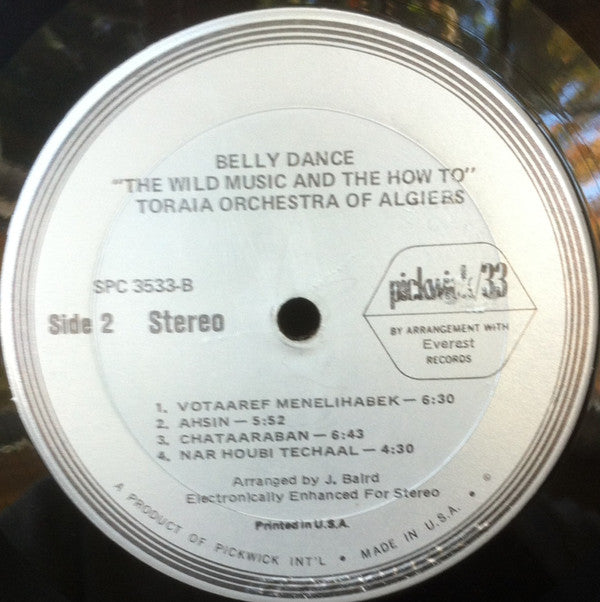 BELLY DANCE
"THE WILD MUSIC AND THE HOW TO"
TORAIA ORCHESTRA OF ALGIERS
SPC 3533-B
Side 2 Stereo
pickwick/33
BY ARRANGEMENT WITH
Everest
RECORDS
1. VOTAAREF MENELIHABEK — 6:30
2. AHSIN — 5:52
3. CHATAARABAN — 6:43
4. NAR HOUBI TECHAAL — 4:30
Arranged by J. Baird
Electronically Enhanced For Stereo
Printed in U.S.A.
A PRODUCT OF PICKWICK INT'L • MADE IN U.S.A. • ©